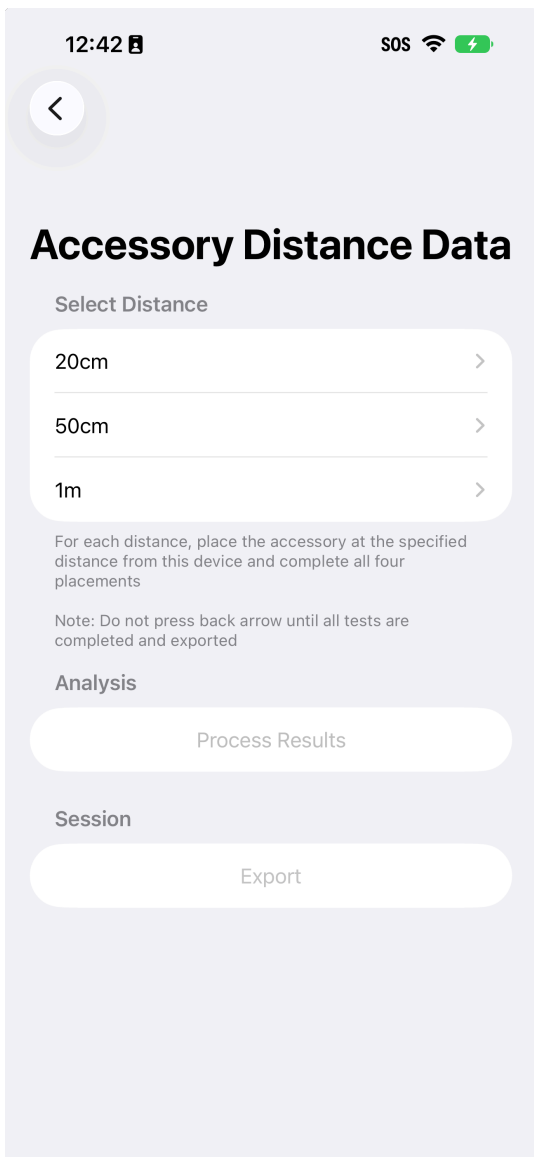 12:42
SOS
Accessory Distance Data
Select Distance
20cm
50cm
1m
For each distance, place the accessory at the specified
distance from this device and complete all four
placements
Note: Do not press back arrow until all tests are
completed and exported
Analysis
Process Results
Session
Export